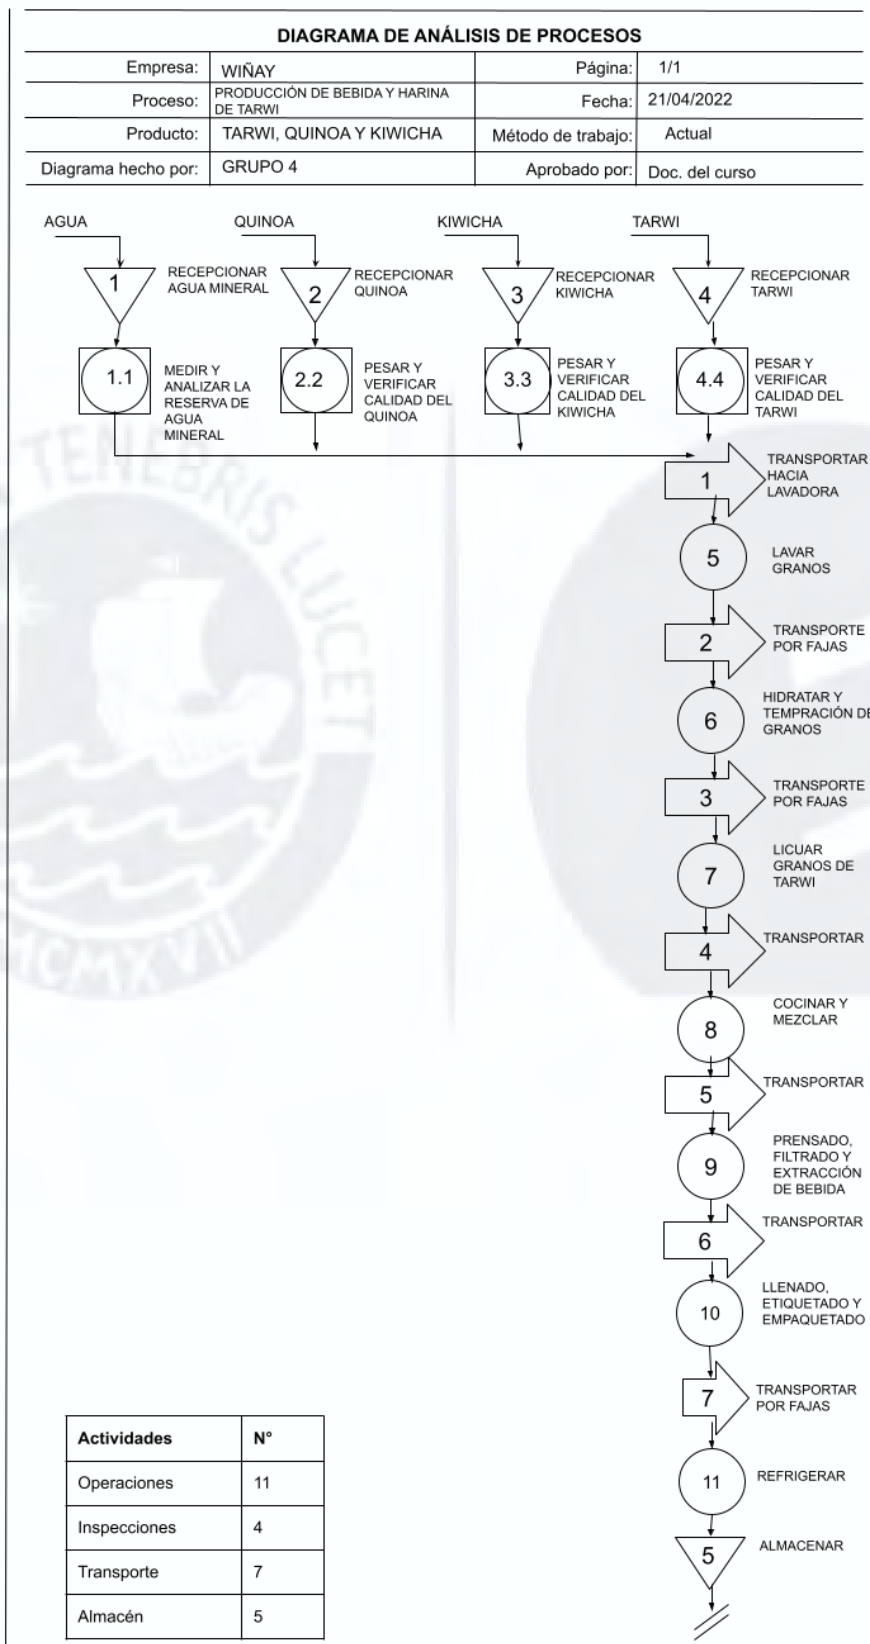 DIAGRAMA DE ANÁLISIS DE PROCESOS
Empresa: WIÑAY Página: 1/1
Proceso: PRODUCCIÓN DE BEBIDA Y HARINA
DE TARWI Fecha: 21/04/2022
Producto: TARWI, QUINOA Y KIWICHA Método de trabajo: Actual
Diagrama hecho por: GRUPO 4 Aprobado por: Doc. del curso
AGUA QUINOA KIWICHA TARWI
1 RECEPCIONAR
AGUA MINERAL
2 RECEPCIONAR
QUINOA
3 RECEPCIONAR
KIWICHA
4 RECEPCIONAR
TARWI
1.1 MEDIR Y
ANALIZAR LA
RESERVA DE
AGUA
MINERAL
2.2 PESAR Y
VERIFICAR
CALIDAD DEL
QUINOA
3.3 PESAR Y
VERIFICAR
CALIDAD DEL
KIWICHA
4.4 PESAR Y
VERIFICAR
CALIDAD DEL
TARWI
1 TRANSPORTAR
HACIA
LAVADORA
5 LAVAR
GRANOS
2 TRANSPORTE
POR FAJAS
6 HIDRATAR Y
TEMPRACIÓN DE
GRANOS
3 TRANSPORTE
POR FAJAS
7 LICUAR
GRANOS DE
TARWI
4 TRANSPORTAR
8 COCINAR Y
MEZCLAR
5 TRANSPORTAR
9 PRENSADO,
FILTRADO Y
EXTRACCIÓN
DE BEBIDA
6 TRANSPORTAR
10 LLENADO,
ETIQUETADO Y
EMPAQUETADO
7 TRANSPORTAR
POR FAJAS
11 REFRIGERAR
5 ALMACENAR
Actividades N°
Operaciones 11
Inspecciones 4
Transporte 7
Almacén 5
TENEBRIS LUCET
MCMXVII